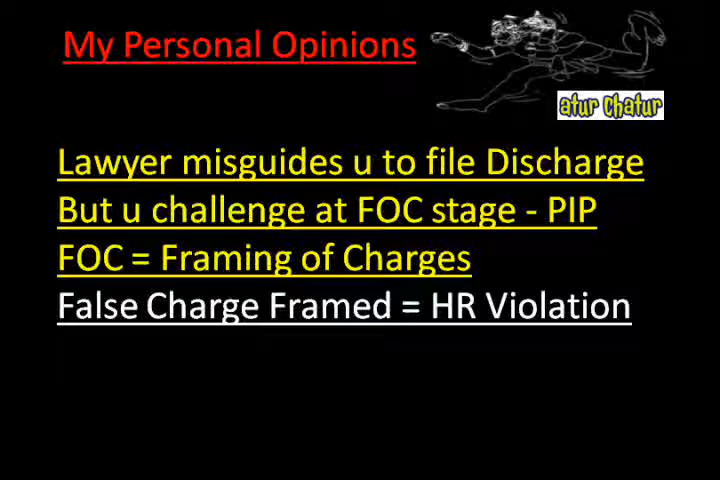 My Personal Opinions
atur chatur
Lawyer misguides u to file Discharge
But u challenge at FOC stage - PIP
FOC = Framing of Charges
False Charge Framed = HR Violation